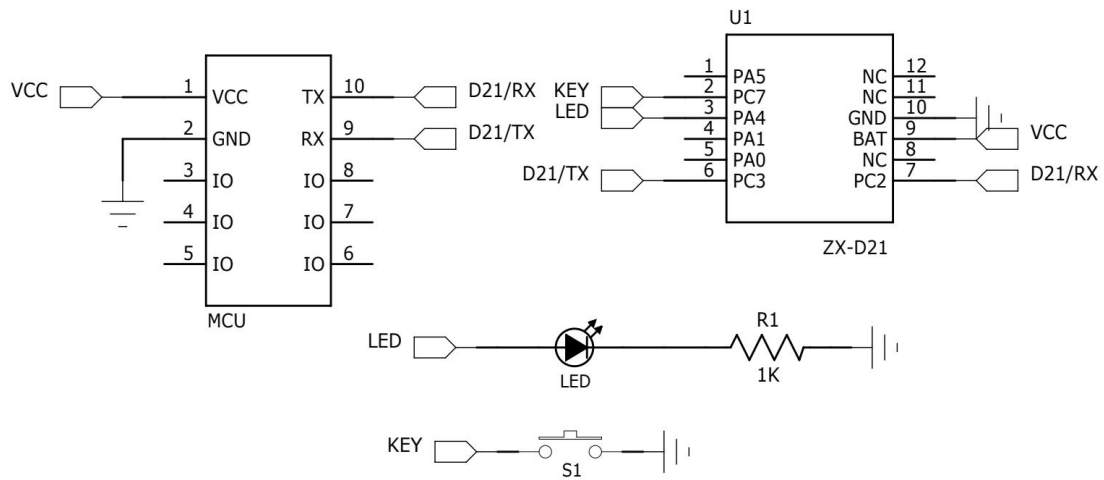 U1
VCC
1
VCC
TX
10
D21/RX
2
GND
RX
9
D21/TX
3
IO
IO
8
4
IO
IO
7
5
IO
IO
6
MCU
1
PA5
NC
12
KEY
2
PC7
NC
11
LED
3
PA4
GND
10
4
PA1
BAT
9
VCC
5
PA0
NC
8
D21/TX
6
PC3
PC2
7
D21/RX
ZX-D21
LED
LED
R1
1K
KEY
S1